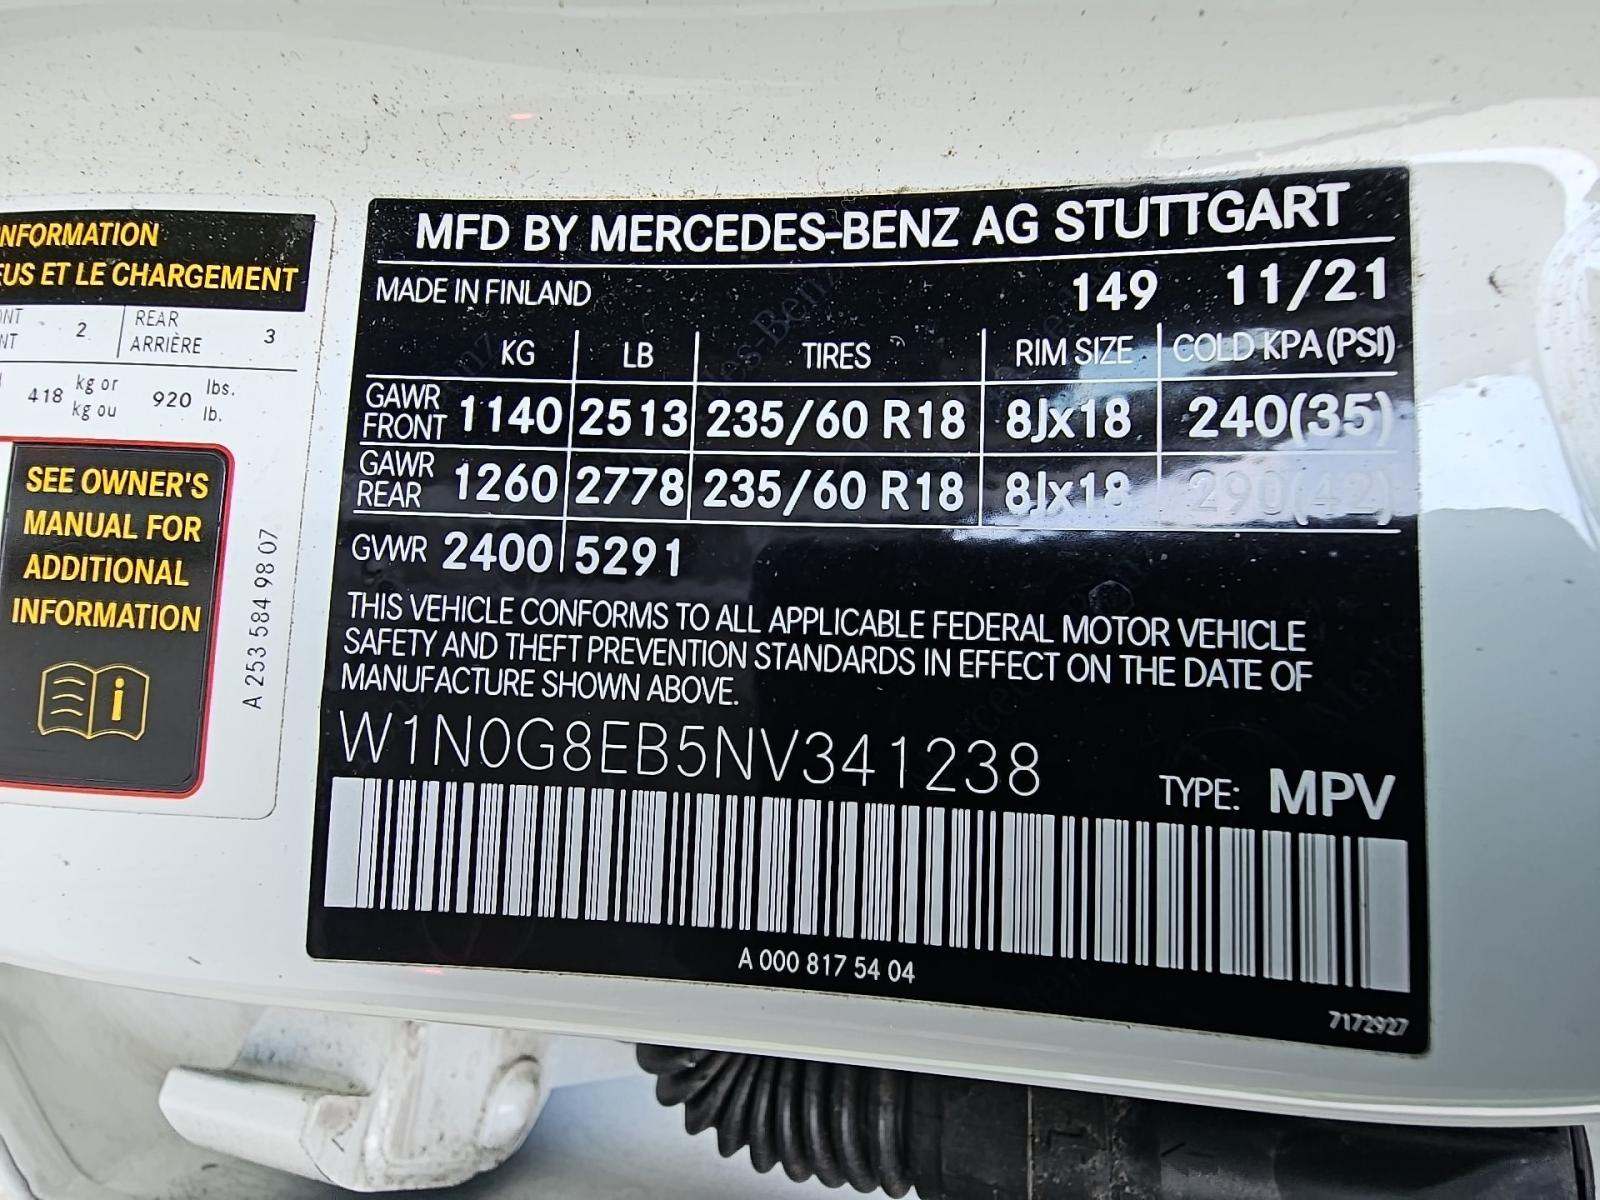 NFORMATION
EUS ET LE CHARGEMENT
2 REAR 3
ARRIÈRE
418 kg or 920 lbs.
kg ou lb.
SEE OWNER'S
MANUAL FOR
ADDITIONAL
INFORMATION
i
A 253 584 98 07
MFD BY MERCEDES-BENZ AG STUTTGART
MADE IN FINLAND 149 11/21
KG LB TIRES RIM SIZE COLD KPA (PSI)
GAWR FRONT 1140 2513 235/60 R18 8Jx18 240(35)
GAWR REAR 1260 2778 235/60 R18 8Jx18 290(42)
GVWR 2400 5291
THIS VEHICLE CONFORMS TO ALL APPLICABLE FEDERAL MOTOR VEHICLE
SAFETY AND THEFT PREVENTION STANDARDS IN EFFECT ON THE DATE OF
MANUFACTURE SHOWN ABOVE.
W1N0G8EB5NV341238
TYPE: MPV
A 000 817 54 04
7172927